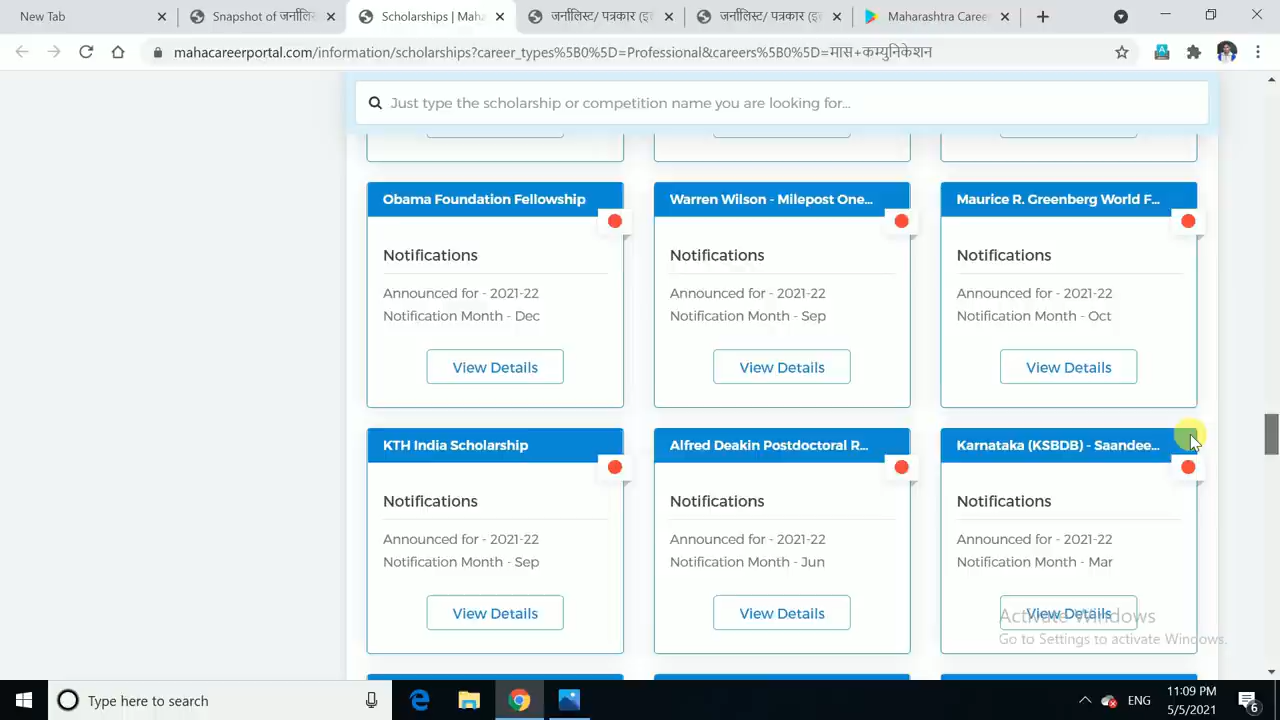 New Tab
Snapshot of जर्नलिस्ट/
Scholarships | Maha
जर्नलिस्ट/ पत्रकार (इ
जर्नलिस्ट/ पत्रकार (इ
Maharashtra Caree
mahacareerportal.com/information/scholarships?career_types%5B0%5D=Professional&careers%5B0%5D=मास+कम्युनिकेशन
Just type the scholarship or competition name you are looking for...
Obama Foundation Fellowship
Warren Wilson - Milepost One...
Maurice R. Greenberg World F...
Notifications
Notifications
Notifications
Announced for - 2021-22
Announced for - 2021-22
Announced for - 2021-22
Notification Month - Dec
Notification Month - Sep
Notification Month - Oct
View Details
View Details
View Details
KTH India Scholarship
Alfred Deakin Postdoctoral R...
Karnataka (KSBDB) - Saandee...
Notifications
Notifications
Notifications
Announced for - 2021-22
Announced for - 2021-22
Announced for - 2021-22
Notification Month - Sep
Notification Month - Jun
Notification Month - Mar
View Details
View Details
View Details
Activate Windows
Go to Settings to activate Windows.
Type here to search
ENG
11:09 PM
5/5/2021
6